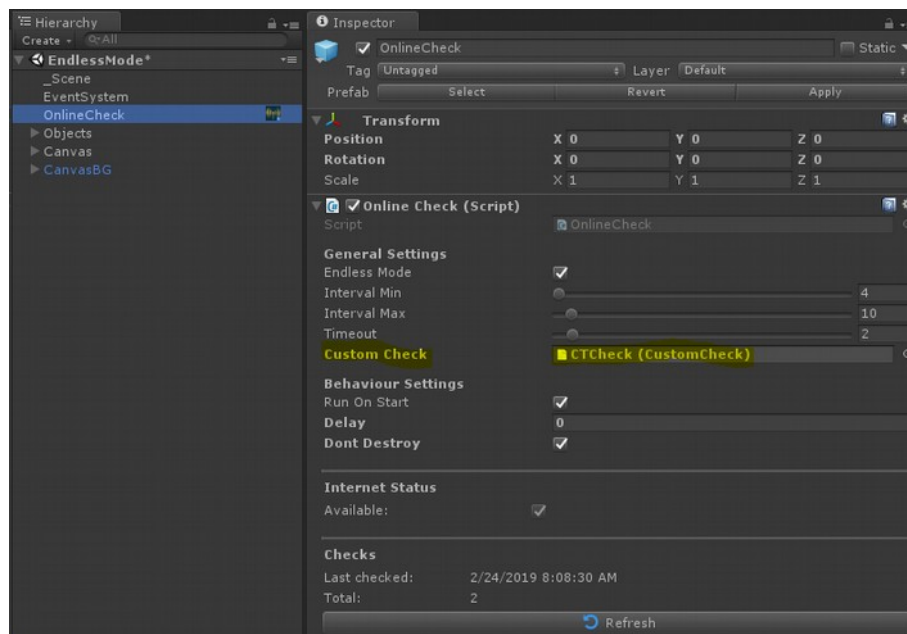 Hierarchy
Create All
EndlessMode*
_Scene
EventSystem
OnlineCheck
Objects
Canvas
CanvasBG
Inspector
OnlineCheck Static
Tag Untagged Layer Default
Prefab Select Revert Apply
Transform
Position X 0 Y 0 Z 0
Rotation X 0 Y 0 Z 0
Scale X 1 Y 1 Z 1
Online Check (Script)
Script OnlineCheck
General Settings
Endless Mode
Interval Min 4
Interval Max 10
Timeout 2
Custom Check CTCheck (CustomCheck)
Behaviour Settings
Run On Start
Delay 0
Dont Destroy
Internet Status
Available:
Checks
Last checked: 2/24/2019 8:08:30 AM
Total: 2
Refresh